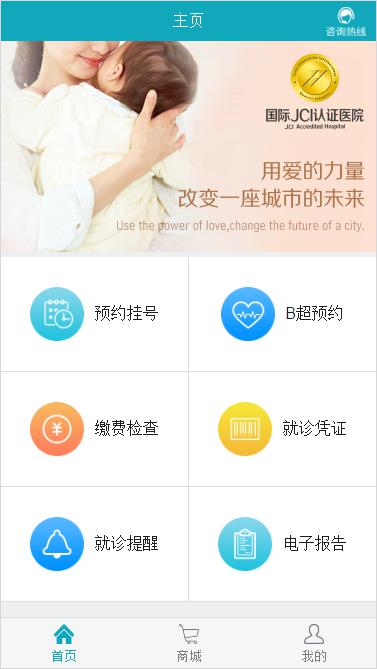 主页
咨询热线
国际JCI认证医院
JCI Accredited Hospital
用爱的力量
改变一座城市的未来
Use the power of love,change the future of a city.
预约挂号
B超预约
缴费检查
就诊凭证
就诊提醒
电子报告
首页
商城
我的